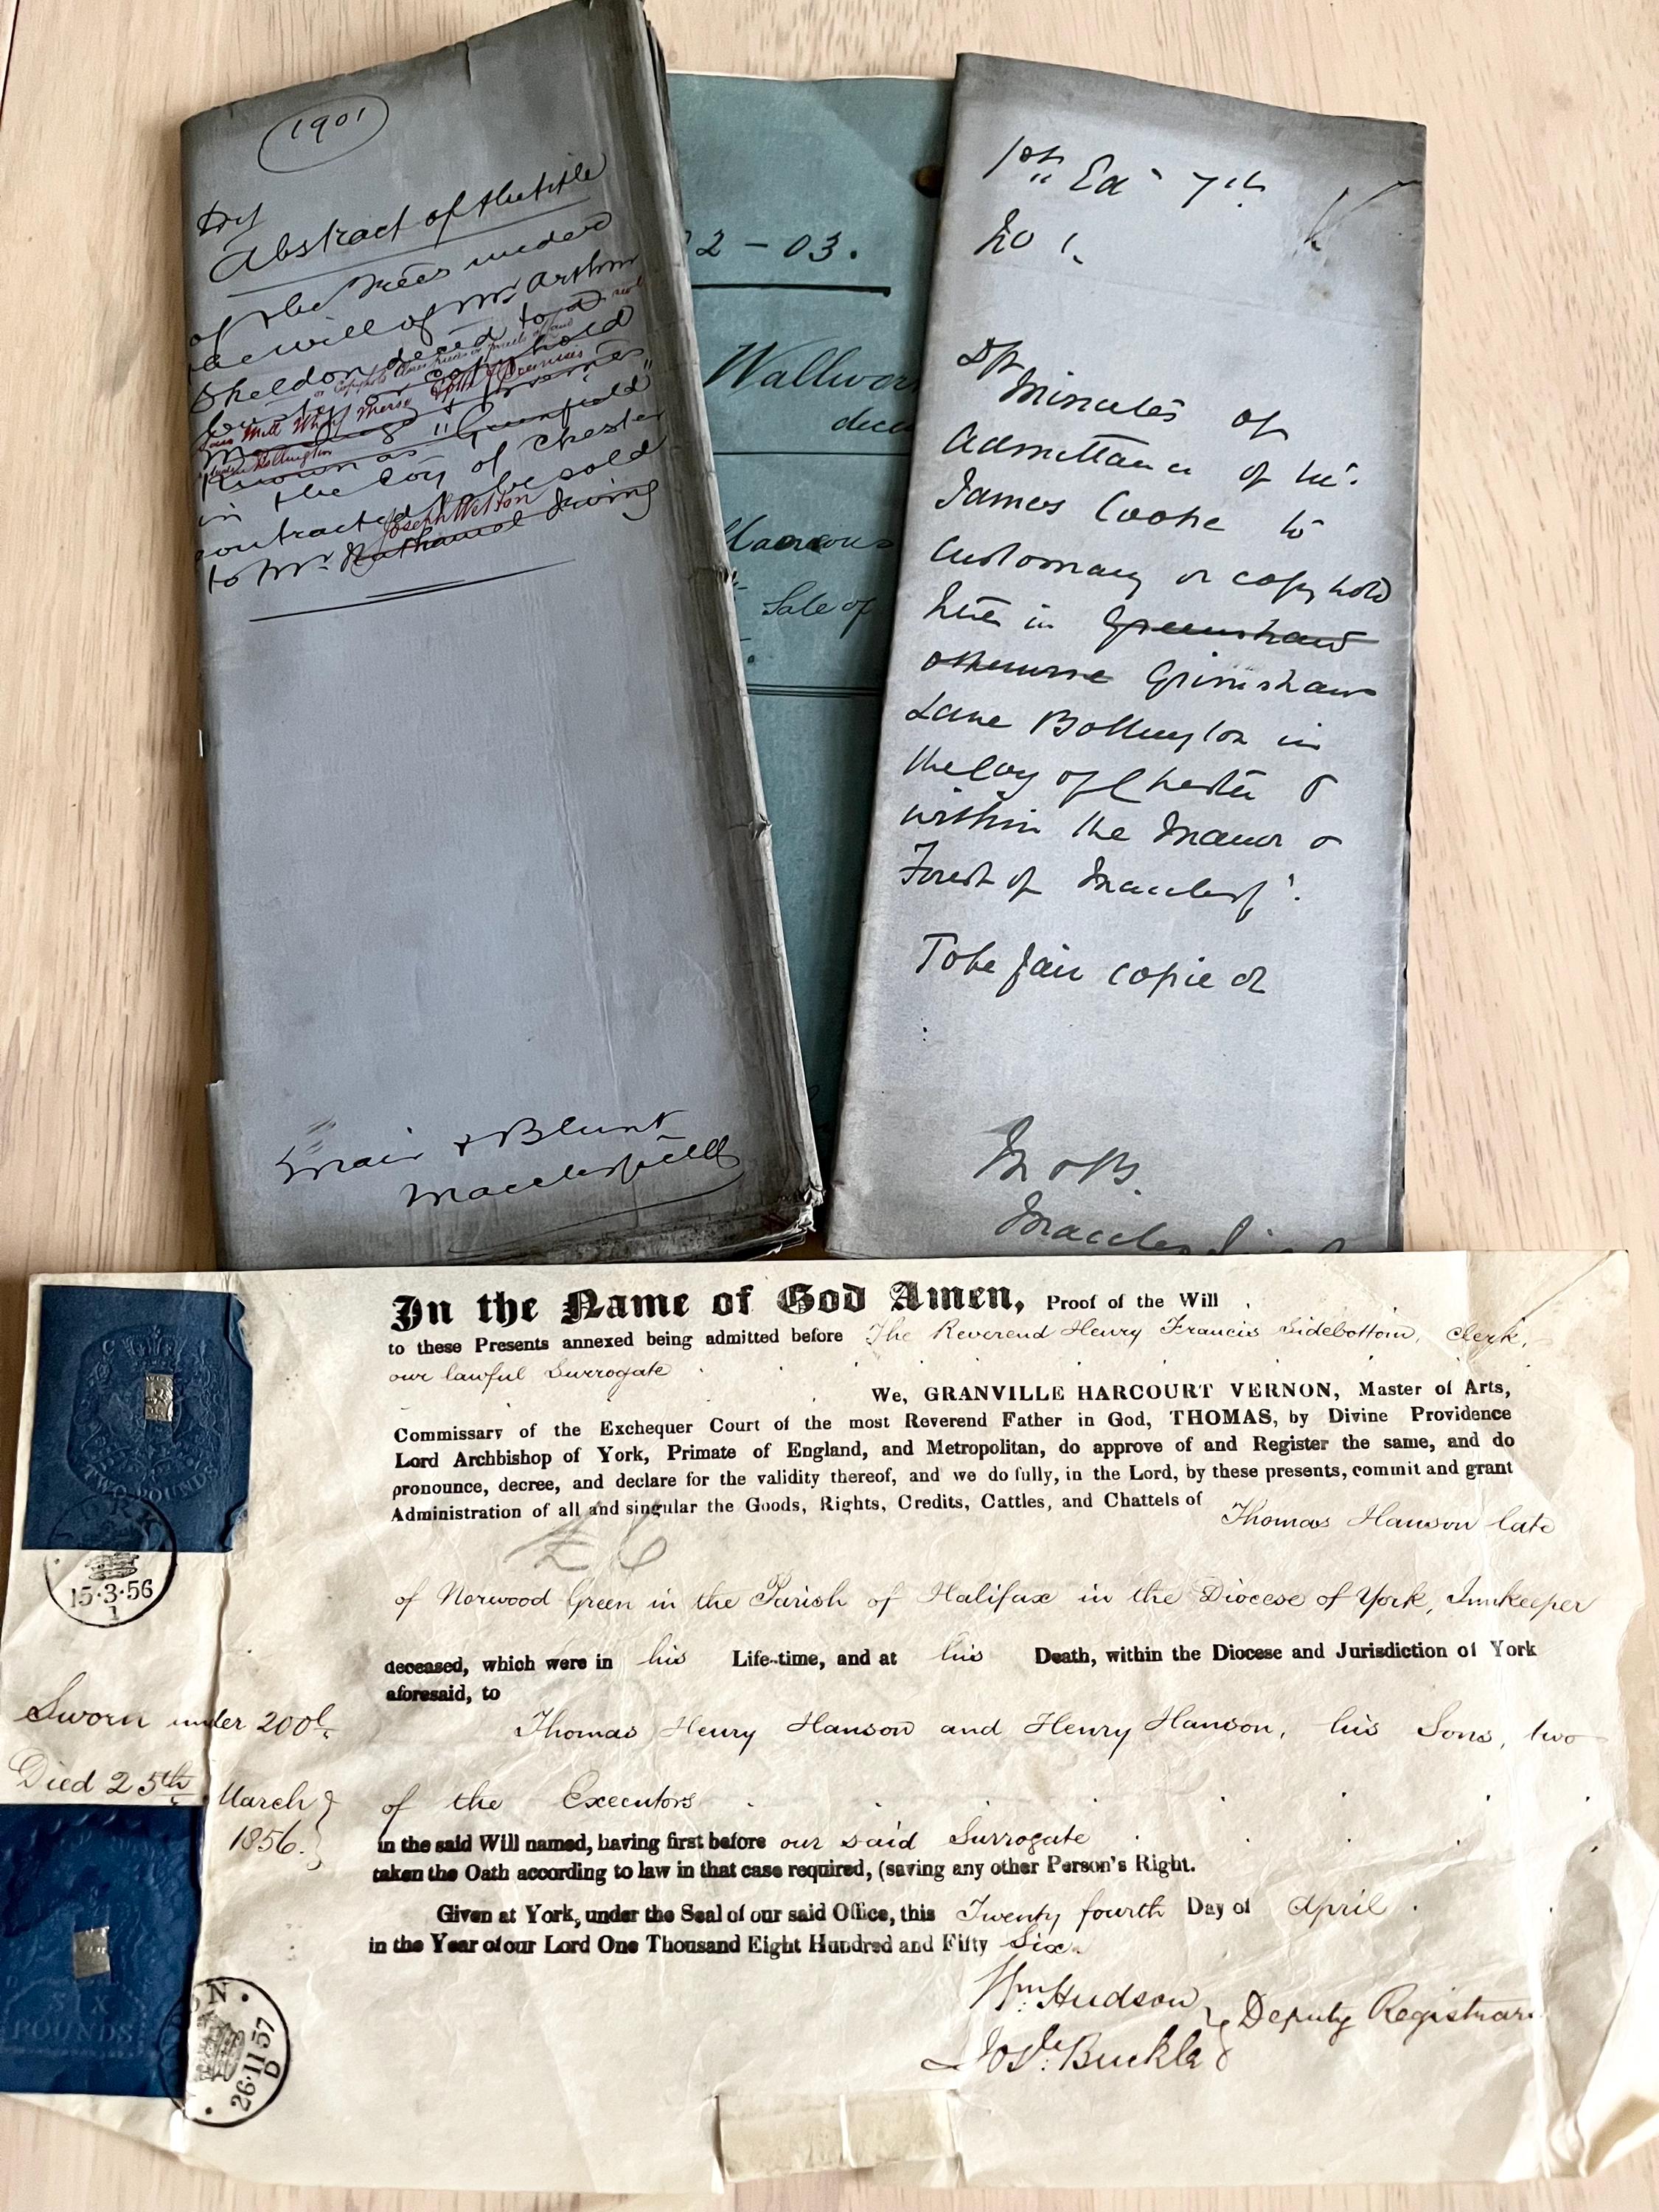 1901
Dft
Abstract of the title
of the Trees under
the will of Mr Arthur
Sheldon deced to a
copyhold
Mill Wharf Messe
Bollington
known as "Greenfield"
in the Coy of Chester
contracted to be sold
Joseph Wetton
to Mr. Nathaniel Irving
Mair & Blunt
Macclesfield
2-03.
Wallwor
dece
Sale of
1st Ed 7th
No 1.
Dft
Minutes of
Admittance of Mr.
James Cooke to
Customary or copyhold
heres in Greenshaw
otherwise Grimshaw
Lane Bollington in
the Coy of Chester &
within the Manor &
Forest of Macclesfd.
To be fair copied
M & B.
Macclesfield
TWO POUNDS
YORK
15·3·56
1
In the Name of God Amen, Proof of the Will
to these Presents annexed being admitted before The Reverend Henry Francis Sidebottom, Clerk,
our lawful Surrogate
We, GRANVILLE HARCOURT VERNON, Master of Arts,
Commissary of the Exchequer Court of the most Reverend Father in God, THOMAS, by Divine Providence
Lord Archbishop of York, Primate of England, and Metropolitan, do approve of and Register the same, and do
pronounce, decree, and declare for the validity thereof, and we do fully, in the Lord, by these presents, commit and grant
Administration of all and singular the Goods, Rights, Credits, Cattles, and Chattels of Thomas Hanson late
of Norwood Green in the Parish of Halifax in the Diocese of York, Innkeeper
deceased, which were in his Life-time, and at his Death, within the Diocese and Jurisdiction of York
aforesaid, to
Thomas Henry Hanson and Henry Hanson, his Sons, two
of the Executors
in the said Will named, having first before our said Surrogate
taken the Oath according to law in that case required, (saving any other Person's Right.
Given at York, under the Seal of our said Office, this Twenty fourth Day of April
in the Year of our Lord One Thousand Eight Hundred and Fifty Six.
Wm. Hudson
Josh. Buckle
Deputy Registrars
Sworn under 200l.
Died 25th March
1856.
SIX
POUNDS
ON
26·11·57
D